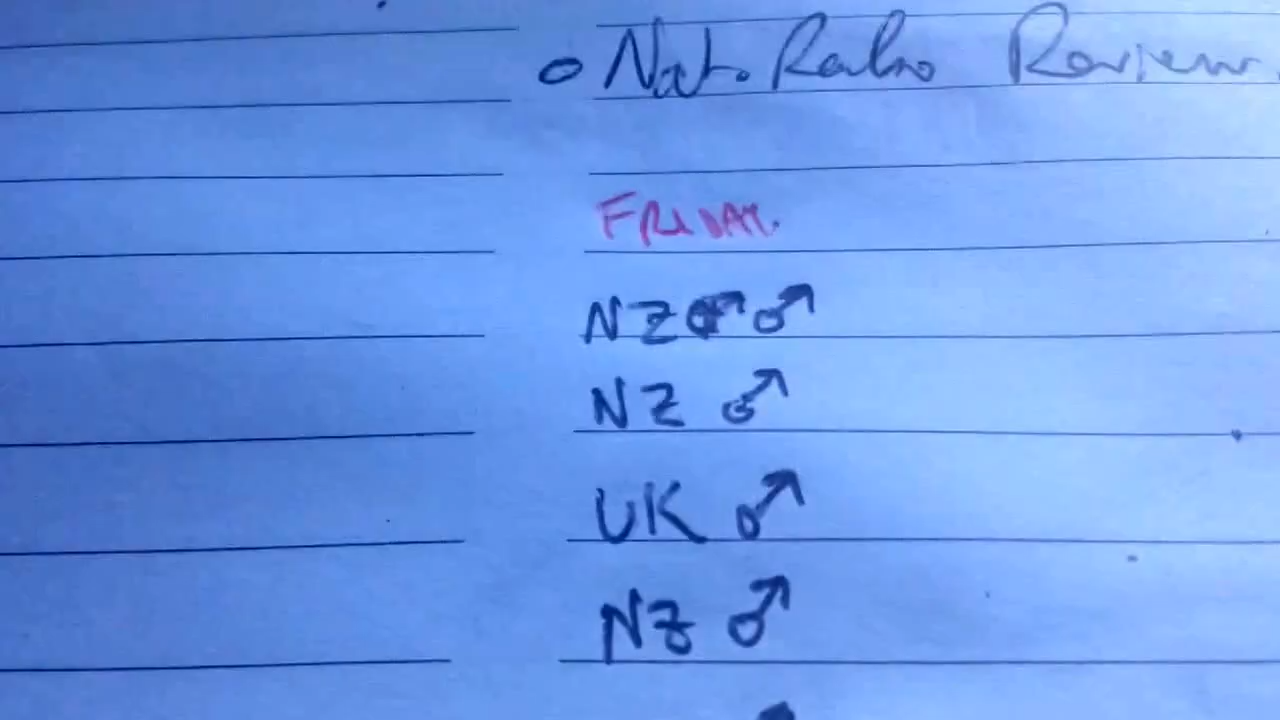 o Nat. Radio Review.
FRIDAY.
NZ ♂ ♂
NZ ♂
UK ♂
NZ ♂